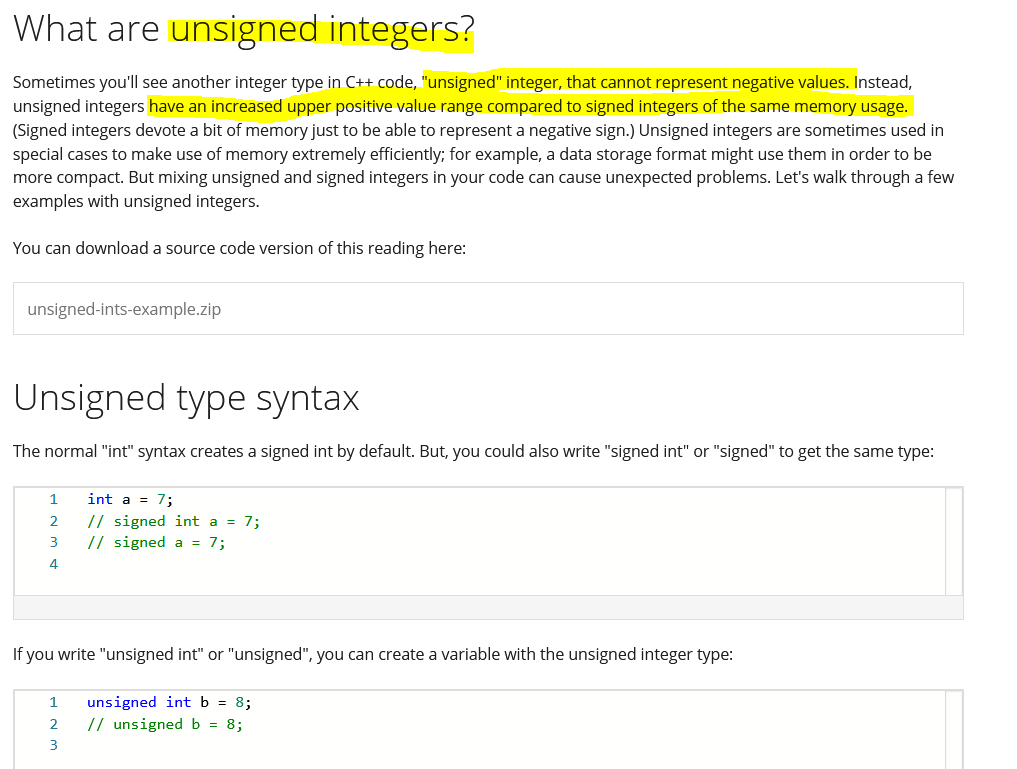 What are unsigned integers?
Sometimes you'll see another integer type in C++ code, "unsigned" integer, that cannot represent negative values. Instead,
unsigned integers have an increased upper positive value range compared to signed integers of the same memory usage.
(Signed integers devote a bit of memory just to be able to represent a negative sign.) Unsigned integers are sometimes used in
special cases to make use of memory extremely efficiently; for example, a data storage format might use them in order to be
more compact. But mixing unsigned and signed integers in your code can cause unexpected problems. Let's walk through a few
examples with unsigned integers.
You can download a source code version of this reading here:
unsigned-ints-example.zip
Unsigned type syntax
The normal "int" syntax creates a signed int by default. But, you could also write "signed int" or "signed" to get the same type:
1 int a = 7;
2 // signed int a = 7;
3 // signed a = 7;
4
If you write "unsigned int" or "unsigned", you can create a variable with the unsigned integer type:
1 unsigned int b = 8;
2 // unsigned b = 8;
3